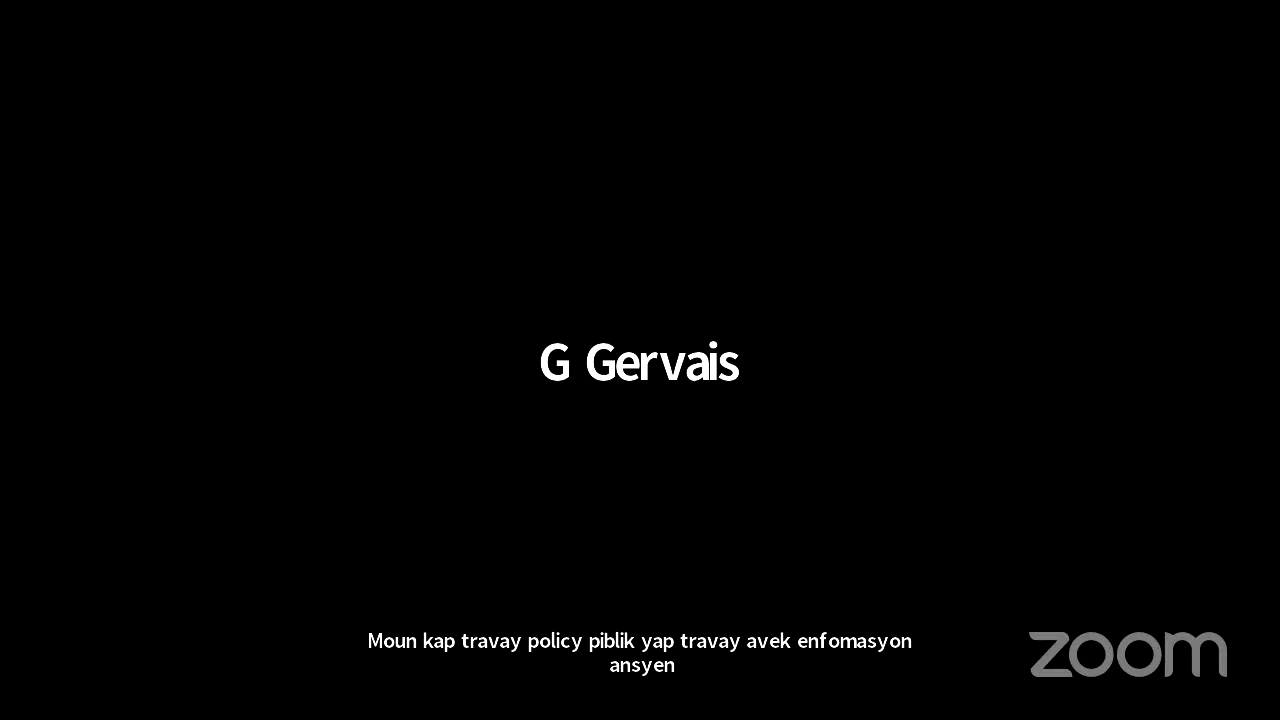 G Gervais
Moun kap travay policy piblik yap travay avek enfomasyon
ansyen
zoom